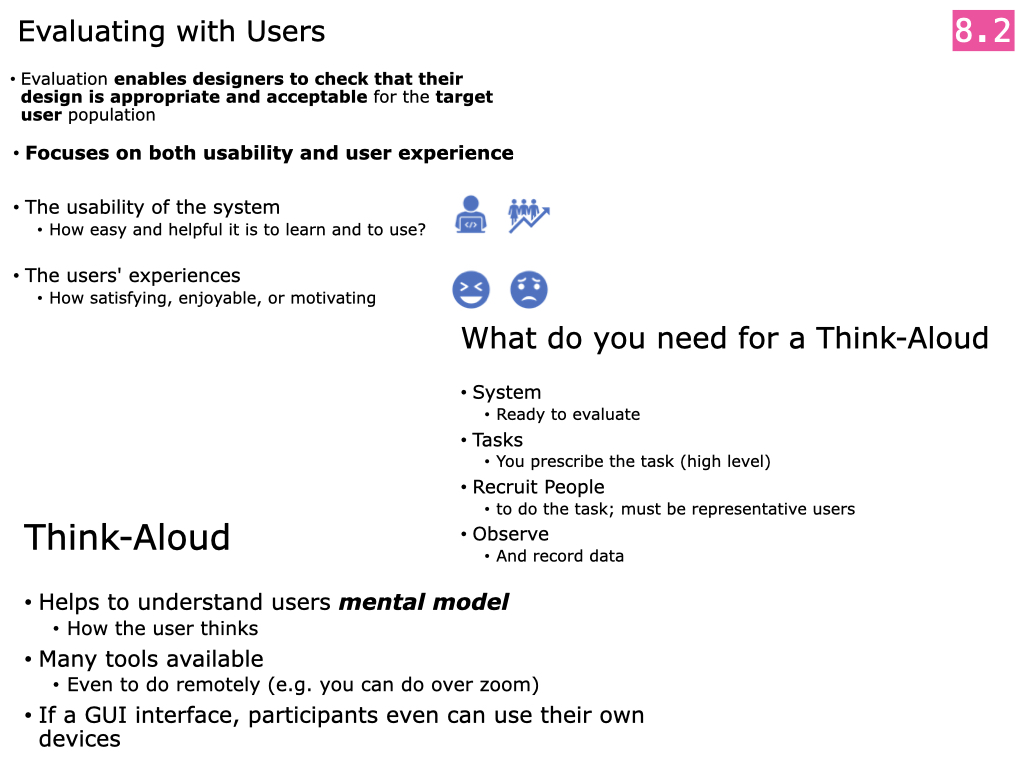 Evaluating with Users
8.2
• Evaluation enables designers to check that their
design is appropriate and acceptable for the target
user population
• Focuses on both usability and user experience
• The usability of the system
• How easy and helpful it is to learn and to use?
• The users' experiences
• How satisfying, enjoyable, or motivating
What do you need for a Think-Aloud
• System
• Ready to evaluate
• Tasks
• You prescribe the task (high level)
• Recruit People
• to do the task; must be representative users
• Observe
• And record data
Think-Aloud
• Helps to understand users mental model
• How the user thinks
• Many tools available
• Even to do remotely (e.g. you can do over zoom)
• If a GUI interface, participants even can use their own
devices